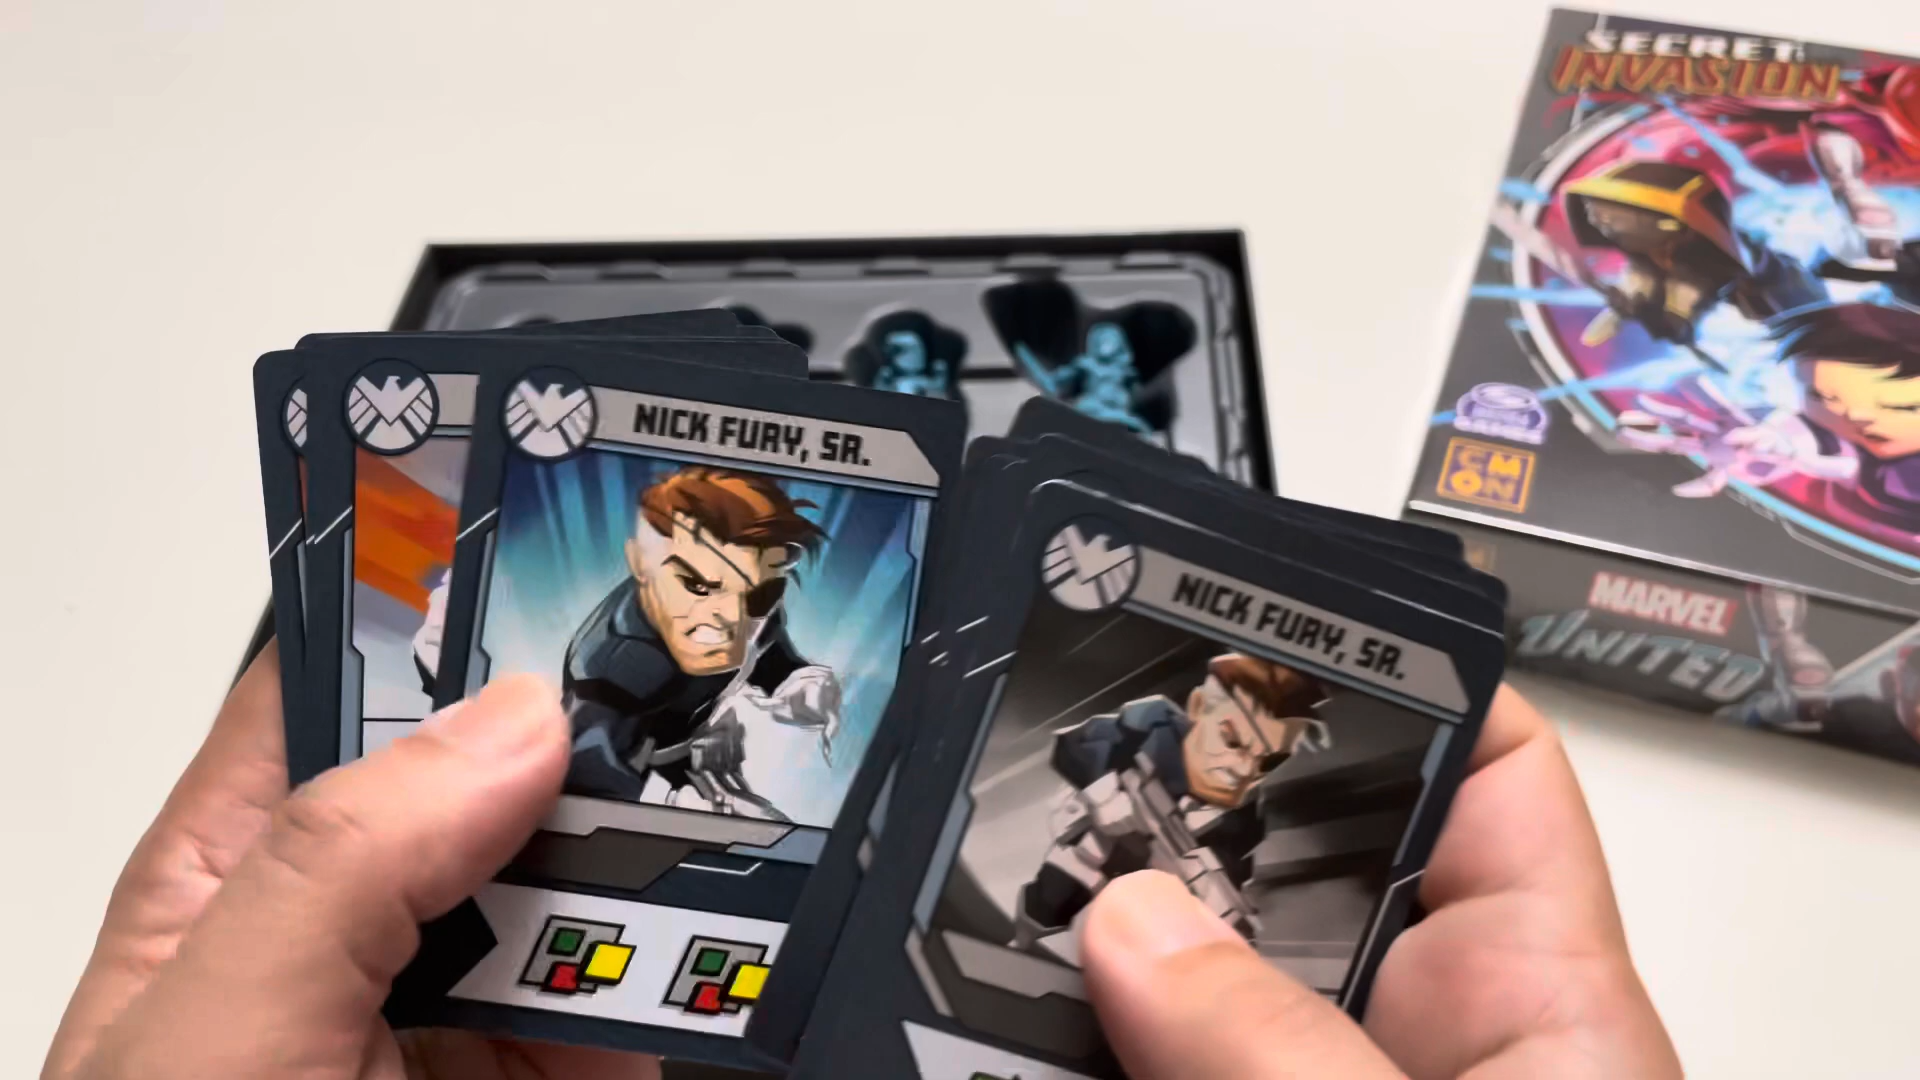 SECRET
INVASION
NICK FURY, SR.
NICK FURY, SR.
CMON
MARVEL
UNITED